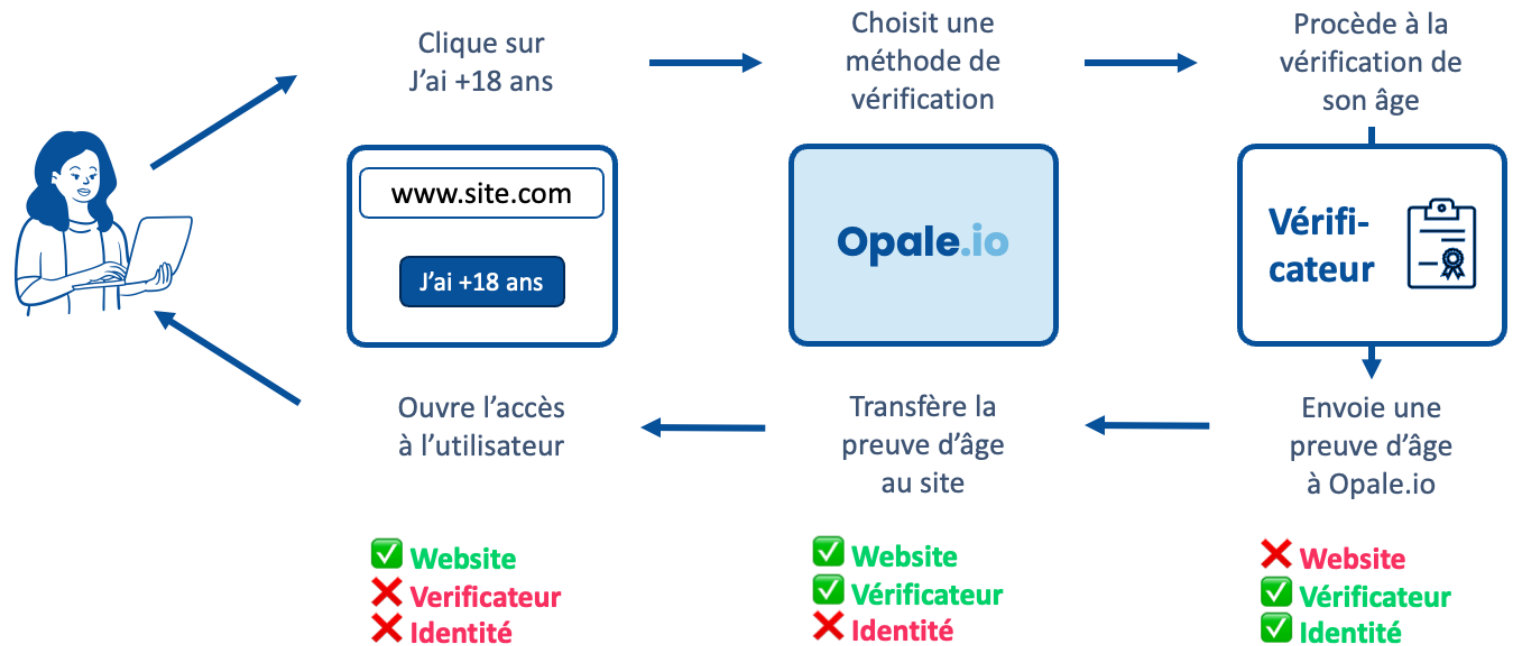 Clique sur
J’ai +18 ans
Choisit une
méthode de
vérification
Procède à la
vérification de
son âge
www.site.com
J’ai +18 ans
Opale.io
Vérifi-
cateur
Ouvre l’accès
à l’utilisateur
Transfère la
preuve d’âge
au site
Envoie une
preuve d’âge
à Opale.io
✅ Website
❌ Verificateur
❌ Identité
✅ Website
✅ Vérificateur
❌ Identité
❌ Website
✅ Vérificateur
✅ Identité